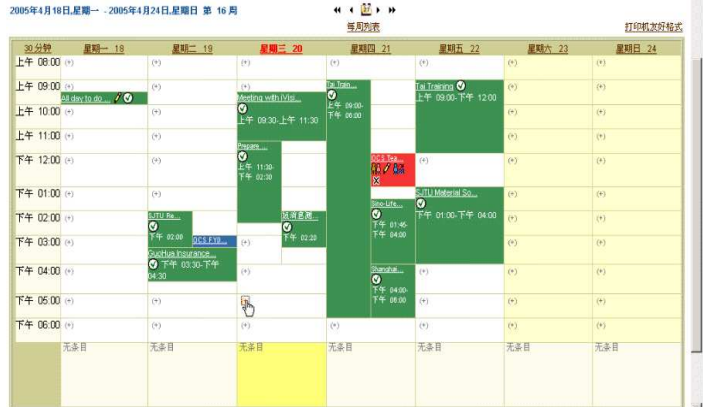 2005年4月18日,星期一 - 2005年4月24日,星期日 第 16 周
27
每周列表
打印机友好格式
30分钟 星期一 18 星期二 19 星期三 20 星期四 21 星期五 22 星期六 23 星期日 24
上午 08:00 (+) (+) (+) (+) (+) (+) (+)
上午 09:00 (+) (+) (+) Tai Train... Tai Training (+) (+)
上午 09:00-下午 12:00
All day to do ... Meeting with iVisi...
上午 09:00-
上午 10:00 (+) (+) 下午 06:00 (+) (+)
上午 09:30-上午 11:30
上午 11:00 (+) (+) (+) (+)
Prepare ...
下午 12:00 (+) (+) OCS Tea... (+) (+) (+)
上午 11:30-
下午 02:30
下午 01:00 (+) (+) SJTU Material So... (+) (+)
Sino-Life...
下午 02:00 (+) SJTU Re... 下午 01:00-下午 04:00 (+) (+)
下午 01:45-
下午 02:00 下午 02:20 下午 04:00
下午 03:00 (+) OCS FY0... (+) (+) (+)
GuoHua Insurance...
下午 03:30-下午
下午 04:00 (+) 04:30 (+) Shanghai... (+) (+) (+)
下午 04:00-
下午 05:00 (+) (+) 下午 06:00 (+) (+) (+)
下午 06:00 (+) (+) (+) (+) (+) (+) (+)
无条目 无条目 无条目 无条目 无条目 无条目 无条目